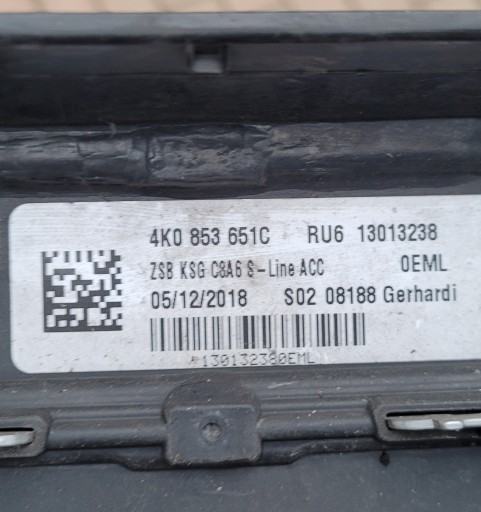 4K0 853 651C RU6 13013238
ZSB KSG C8A6 S-Line ACC 0EML
05/12/2018 S02 08188 Gerhardi
*130132380EML*